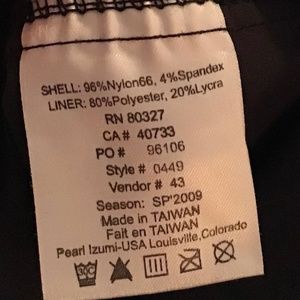 SHELL: 96%Nylon66, 4%Spandex
LINER: 80%Polyester, 20%Lycra
RN 80327
CA# 40733
PO# 96106
Style # 0449
Vendor # 43
Season: SP'2009
Made in TAIWAN
Fait en TAIWAN
Pearl Izumi-USA Louisville,Colorado